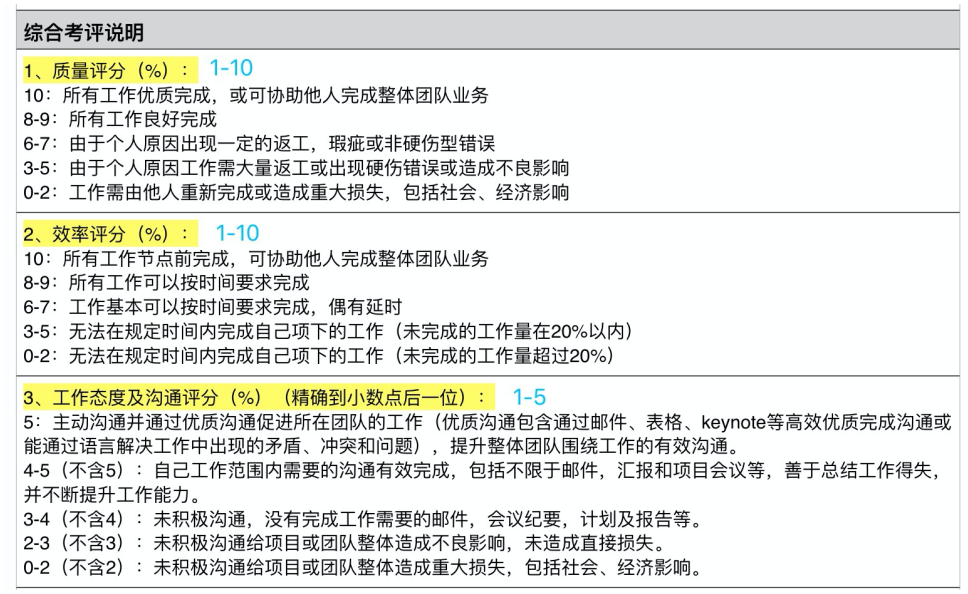 综合考评说明
1、质量评分（%）： 1-10
10：所有工作优质完成，或可协助他人完成整体团队业务
8-9：所有工作良好完成
6-7：由于个人原因出现一定的返工，瑕疵或非硬伤型错误
3-5：由于个人原因工作需大量返工或出现硬伤错误或造成不良影响
0-2：工作需由他人重新完成或造成重大损失，包括社会、经济影响
2、效率评分（%）： 1-10
10：所有工作节点前完成，可协助他人完成整体团队业务
8-9：所有工作可以按时间要求完成
6-7：工作基本可以按时间要求完成，偶有延时
3-5：无法在规定时间内完成自己项下的工作（未完成的工作量在20%以内）
0-2：无法在规定时间内完成自己项下的工作（未完成的工作量超过20%）
3、工作态度及沟通评分（%）（精确到小数点后一位）： 1-5
5：主动沟通并通过优质沟通促进所在团队的工作（优质沟通包含通过邮件、表格、keynote等高效优质完成沟通或
能通过语言解决工作中出现的矛盾、冲突和问题），提升整体团队围绕工作的有效沟通。
4-5（不含5）：自己工作范围内需要的沟通有效完成，包括不限于邮件，汇报和项目会议等，善于总结工作得失，
并不断提升工作能力。
3-4（不含4）：未积极沟通，没有完成工作需要的邮件，会议纪要，计划及报告等。
2-3（不含3）：未积极沟通给项目或团队整体造成不良影响，未造成直接损失。
0-2（不含2）：未积极沟通给项目或团队整体造成重大损失，包括社会、经济影响。